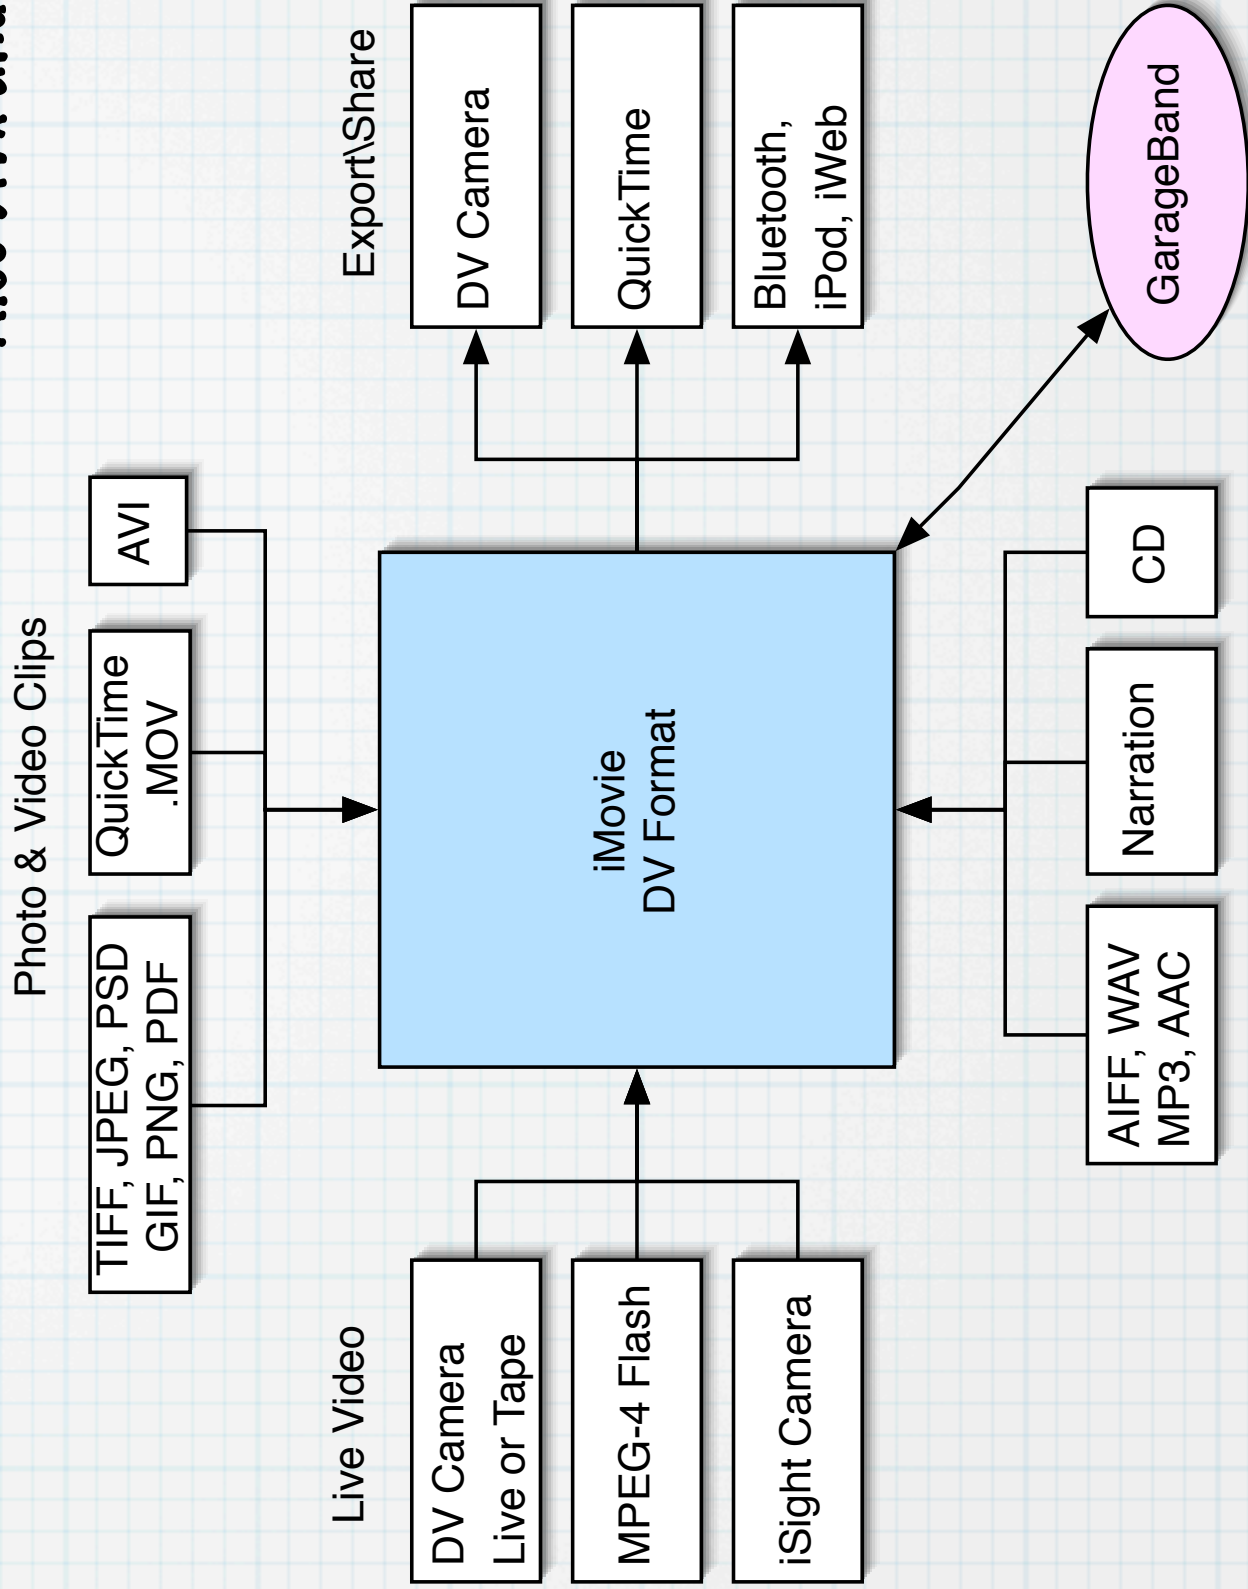 Photo & Video Clips
TIFF, JPEG, PSD
GIF, PNG, PDF
QuickTime
.MOV
AVI
Live Video
DV Camera
Live or Tape
MPEG-4 Flash
iSight Camera
iMovie
DV Format
Export\Share
DV Camera
QuickTime
Bluetooth,
iPod, iWeb
AIFF, WAV
MP3, AAC
Narration
CD
GarageBand